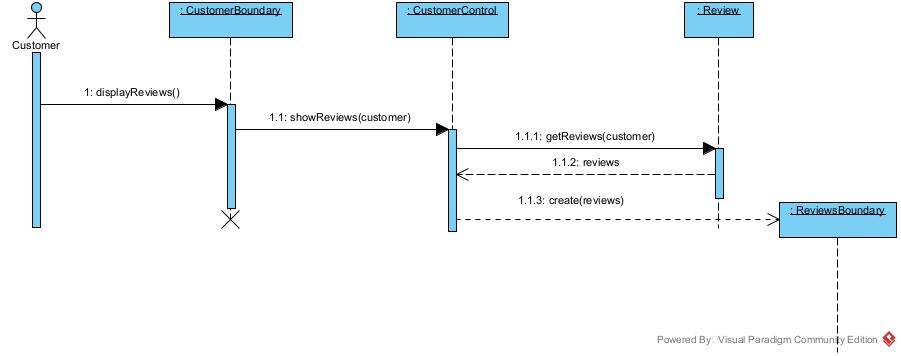 : CustomerBoundary
: CustomerControl
: Review
Customer
1: displayReviews()
1.1: showReviews(customer)
1.1.1: getReviews(customer)
1.1.2: reviews
1.1.3: create(reviews)
: ReviewsBoundary
Powered By Visual Paradigm Community Edition